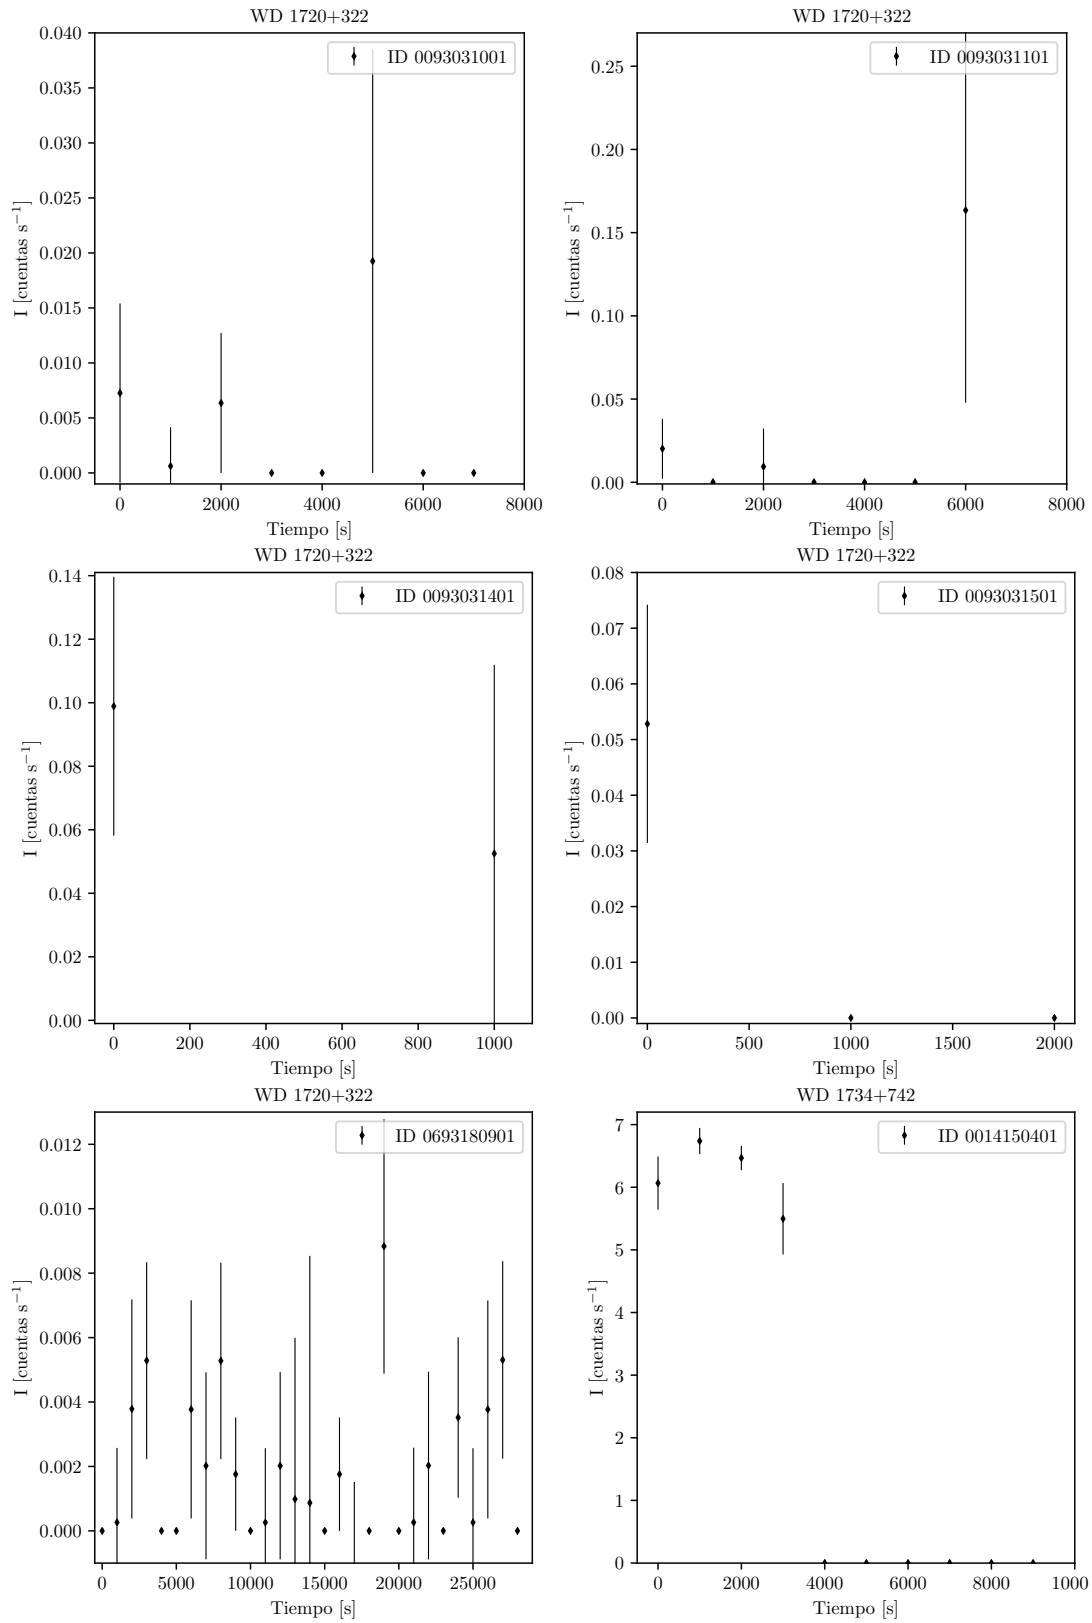 WD 1720+322
ID 0093031001
0.040
0.035
0.030
0.025
0.020
0.015
0.010
0.005
0.000
I [cuentas s⁻¹]
0 2000 4000 6000 8000
Tiempo [s]
WD 1720+322
ID 0093031101
0.25
0.20
0.15
0.10
0.05
0.00
I [cuentas s⁻¹]
0 2000 4000 6000 8000
Tiempo [s]
WD 1720+322
ID 0093031401
0.14
0.12
0.10
0.08
0.06
0.04
0.02
0.00
I [cuentas s⁻¹]
0 200 400 600 800 1000
Tiempo [s]
WD 1720+322
ID 0093031501
0.08
0.07
0.06
0.05
0.04
0.03
0.02
0.01
0.00
I [cuentas s⁻¹]
0 500 1000 1500 2000
Tiempo [s]
WD 1720+322
ID 0693180901
0.012
0.010
0.008
0.006
0.004
0.002
0.000
I [cuentas s⁻¹]
0 5000 10000 15000 20000 25000
Tiempo [s]
WD 1734+742
ID 0014150401
7
6
5
4
3
2
1
0
I [cuentas s⁻¹]
0 2000 4000 6000 8000 1000
Tiempo [s]